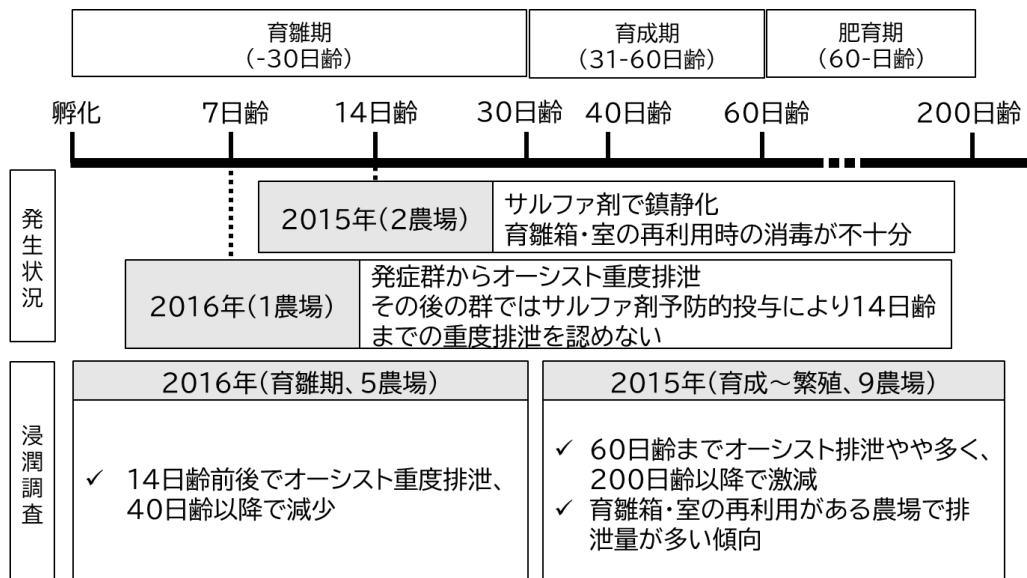 育雛期
(-30日齢)
育成期
(31-60日齢)
肥育期
(60-日齢)
孵化
7日齢
14日齢
30日齢
40日齢
60日齢
200日齢
発生状況
2015年(2農場)
サルファ剤で鎮静化
育雛箱・室の再利用時の消毒が不十分
2016年(1農場)
発症群からオーシスト重度排泄
その後の群ではサルファ剤予防的投与により14日齢
までの重度排泄を認めない
浸潤調査
2016年(育雛期、5農場)
✓ 14日齢前後でオーシスト重度排泄、
40日齢以降で減少
2015年(育成～繁殖、9農場)
✓ 60日齢までオーシスト排泄やや多く、
200日齢以降で激減
✓ 育雛箱・室の再利用がある農場で排
泄量が多い傾向